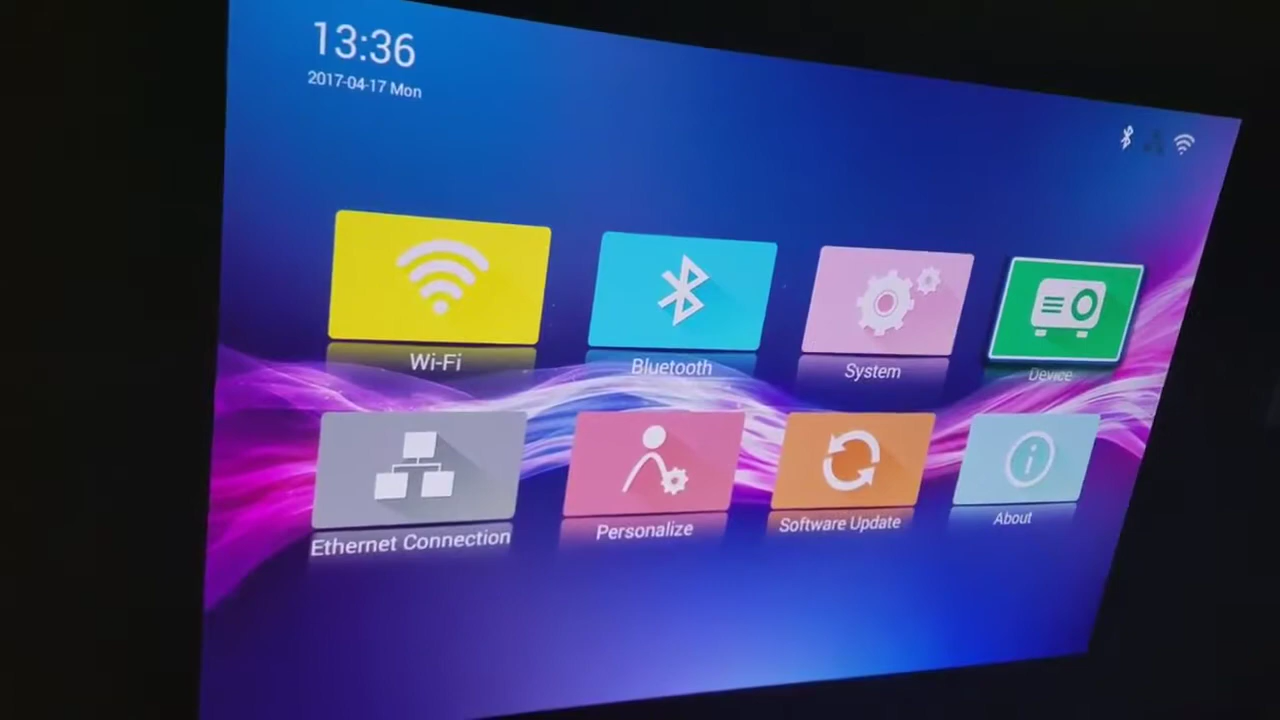 13:36
2017-04-17 Mon
Wi-Fi
Bluetooth
System
Device
Ethernet Connection
Personalize
Software Update
About